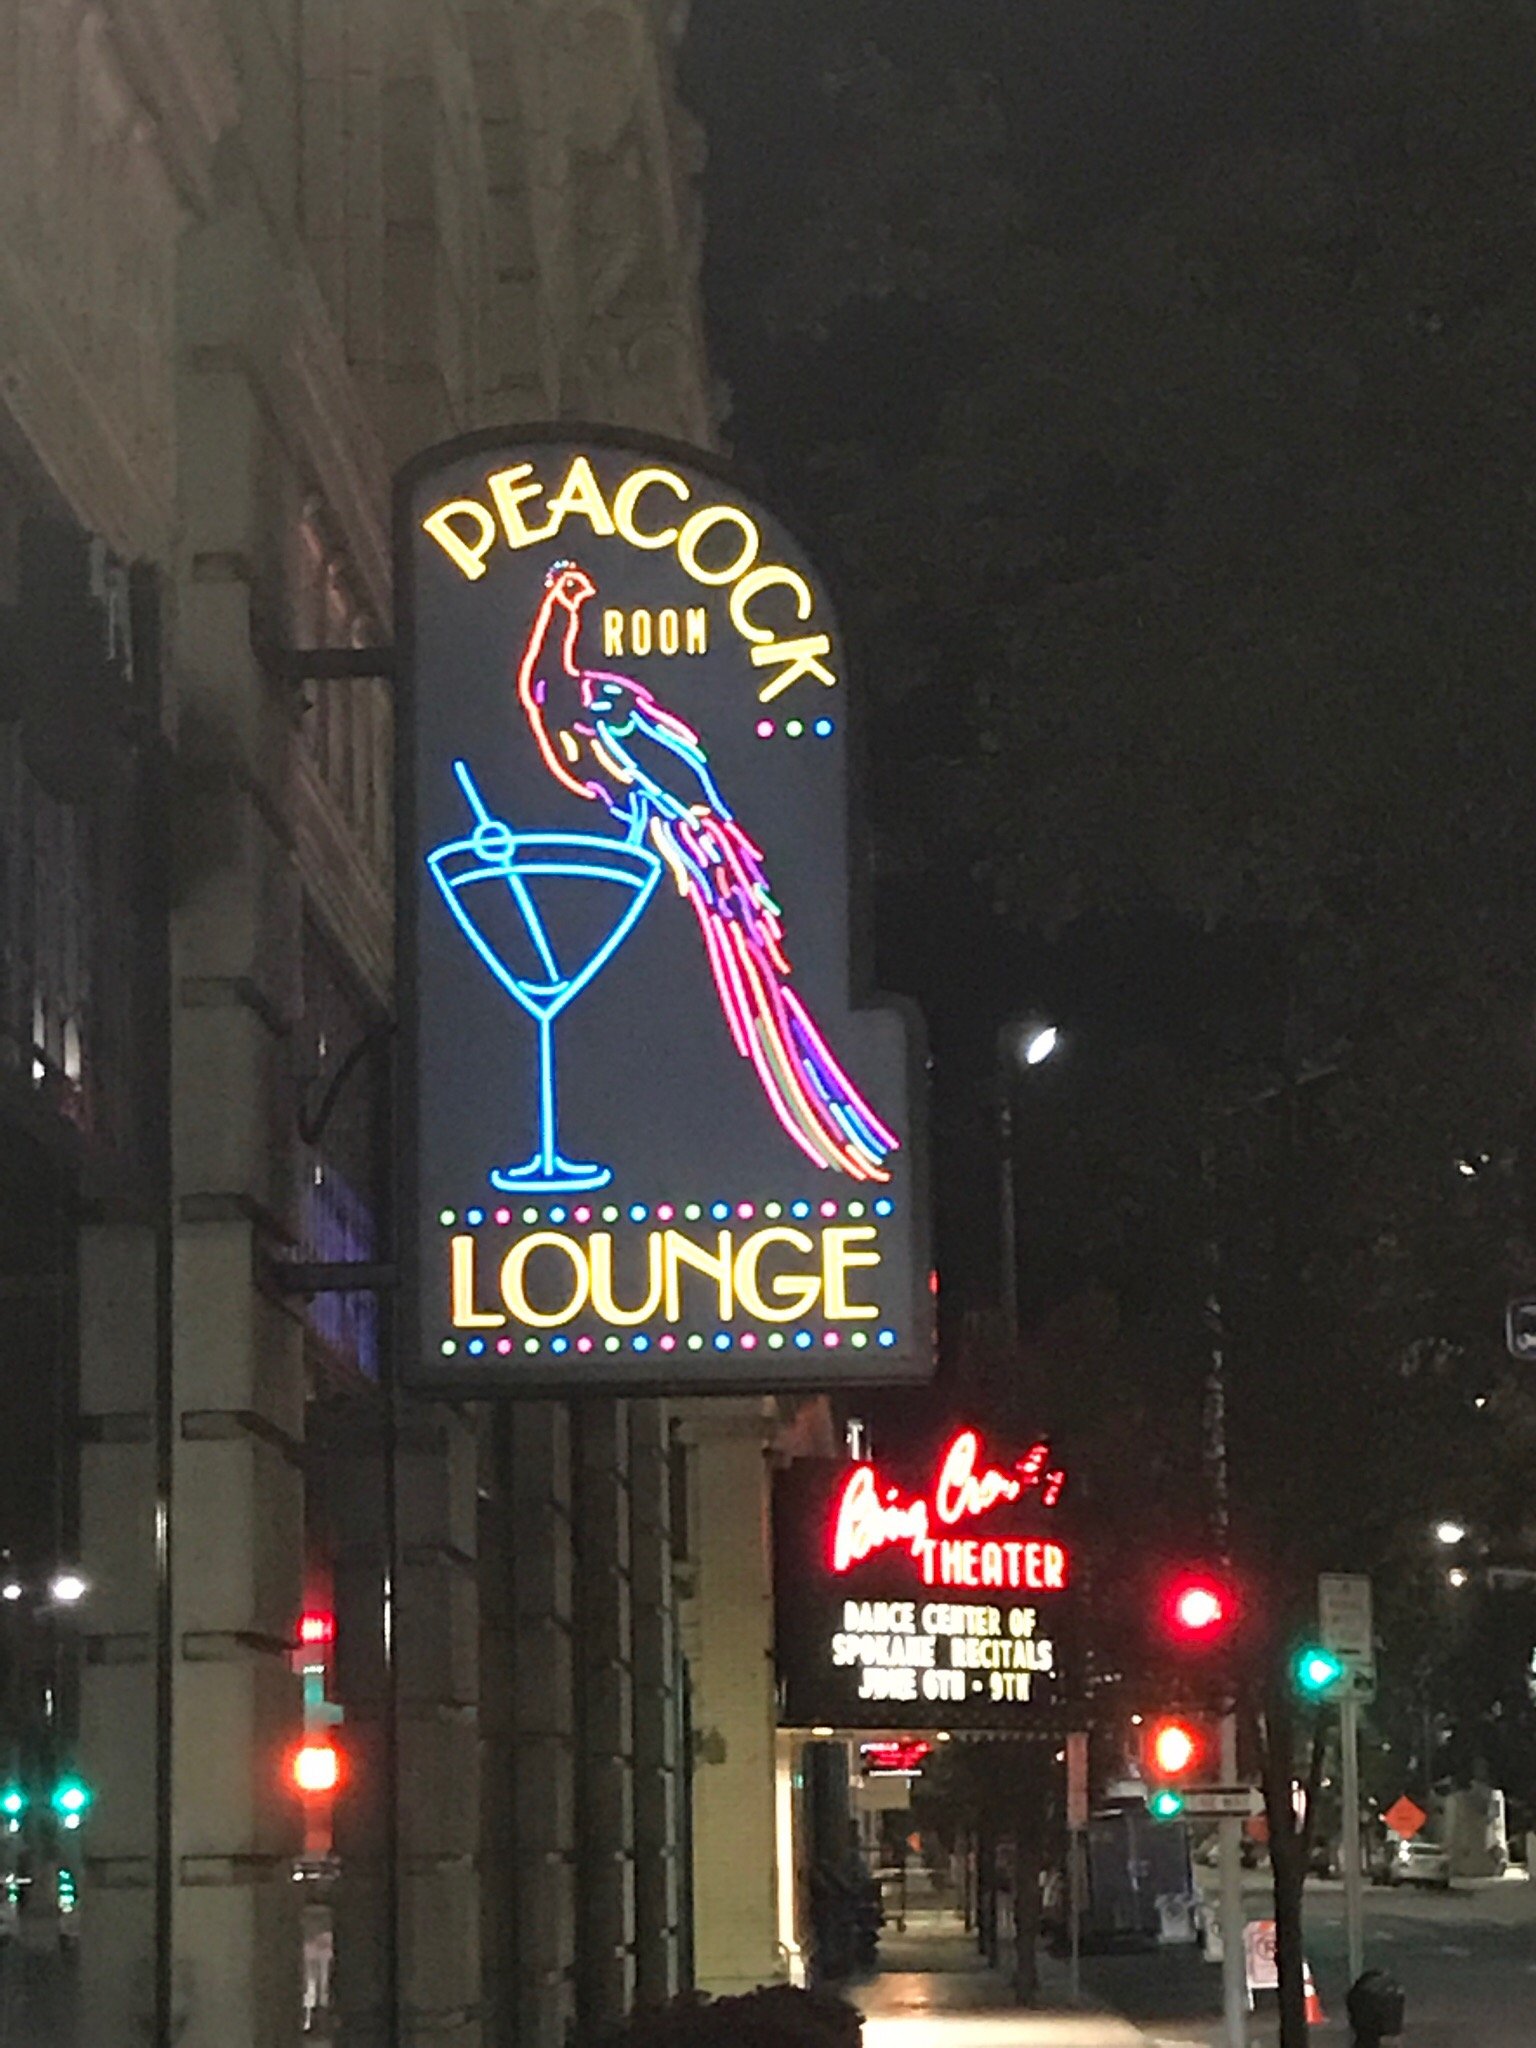 PEACOCK
ROOM
LOUNGE
Bing Crosby
THEATER
DANCE CENTER OF
SPOKANE RECITALS
JUNE 6TH - 9TH